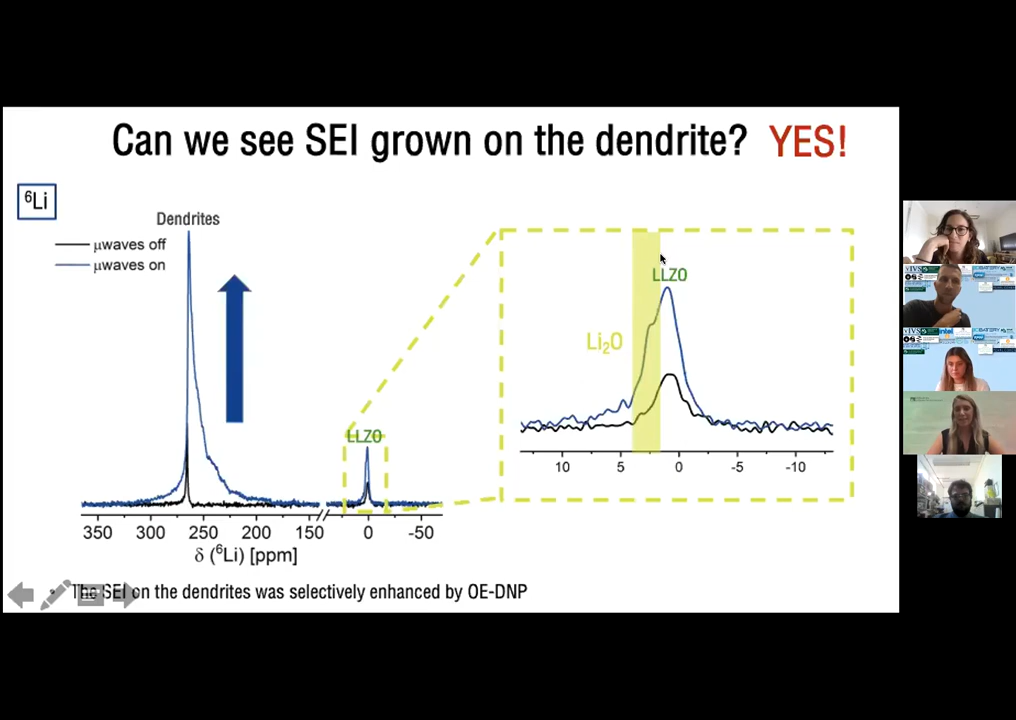 Can we see SEI grown on the dendrite? YES!
⁶Li
Dendrites
μwaves off
μwaves on
LLZO
350 300 250 200 150 0 -50
δ (⁶Li) [ppm]
LLZO
Li₂O
10 5 0 -5 -10
The SEI on the dendrites was selectively enhanced by OE-DNP